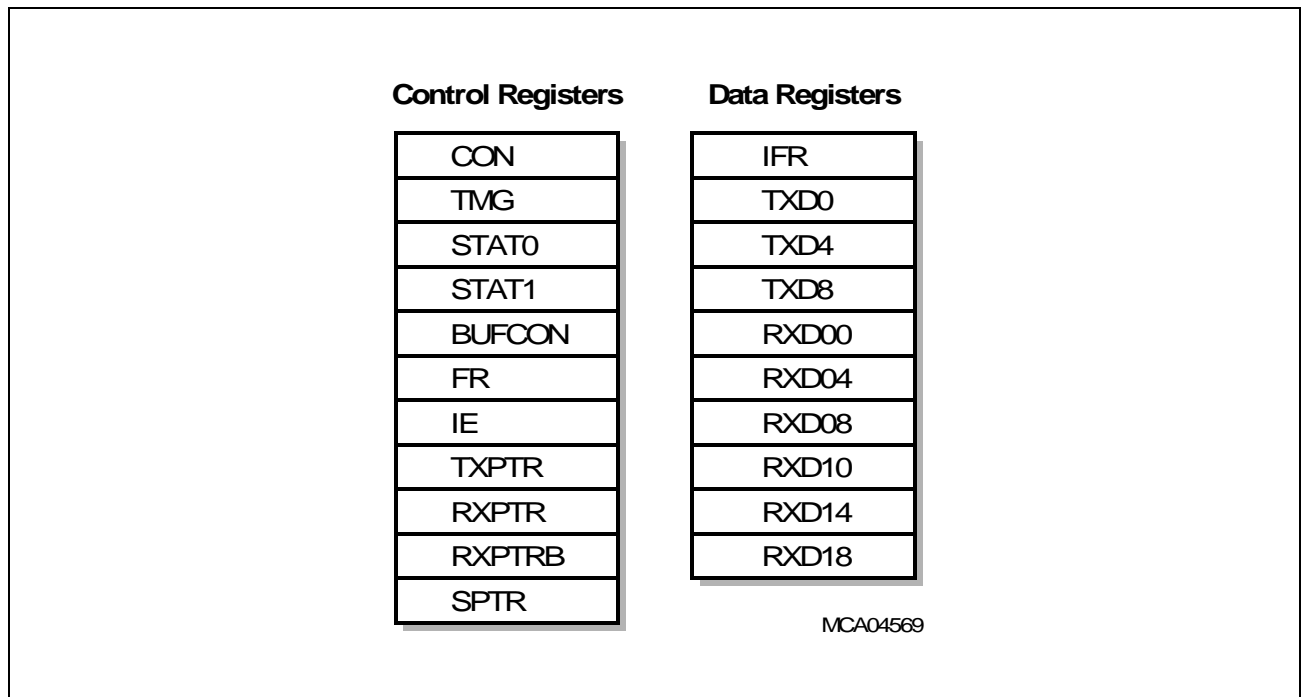 Control Registers
CON
TMG
STAT0
STAT1
BUFCON
FR
IE
TXPTR
RXPTR
RXPTRB
SPTR
Data Registers
IFR
TXD0
TXD4
TXD8
RXD00
RXD04
RXD08
RXD10
RXD14
RXD18
MCA04569